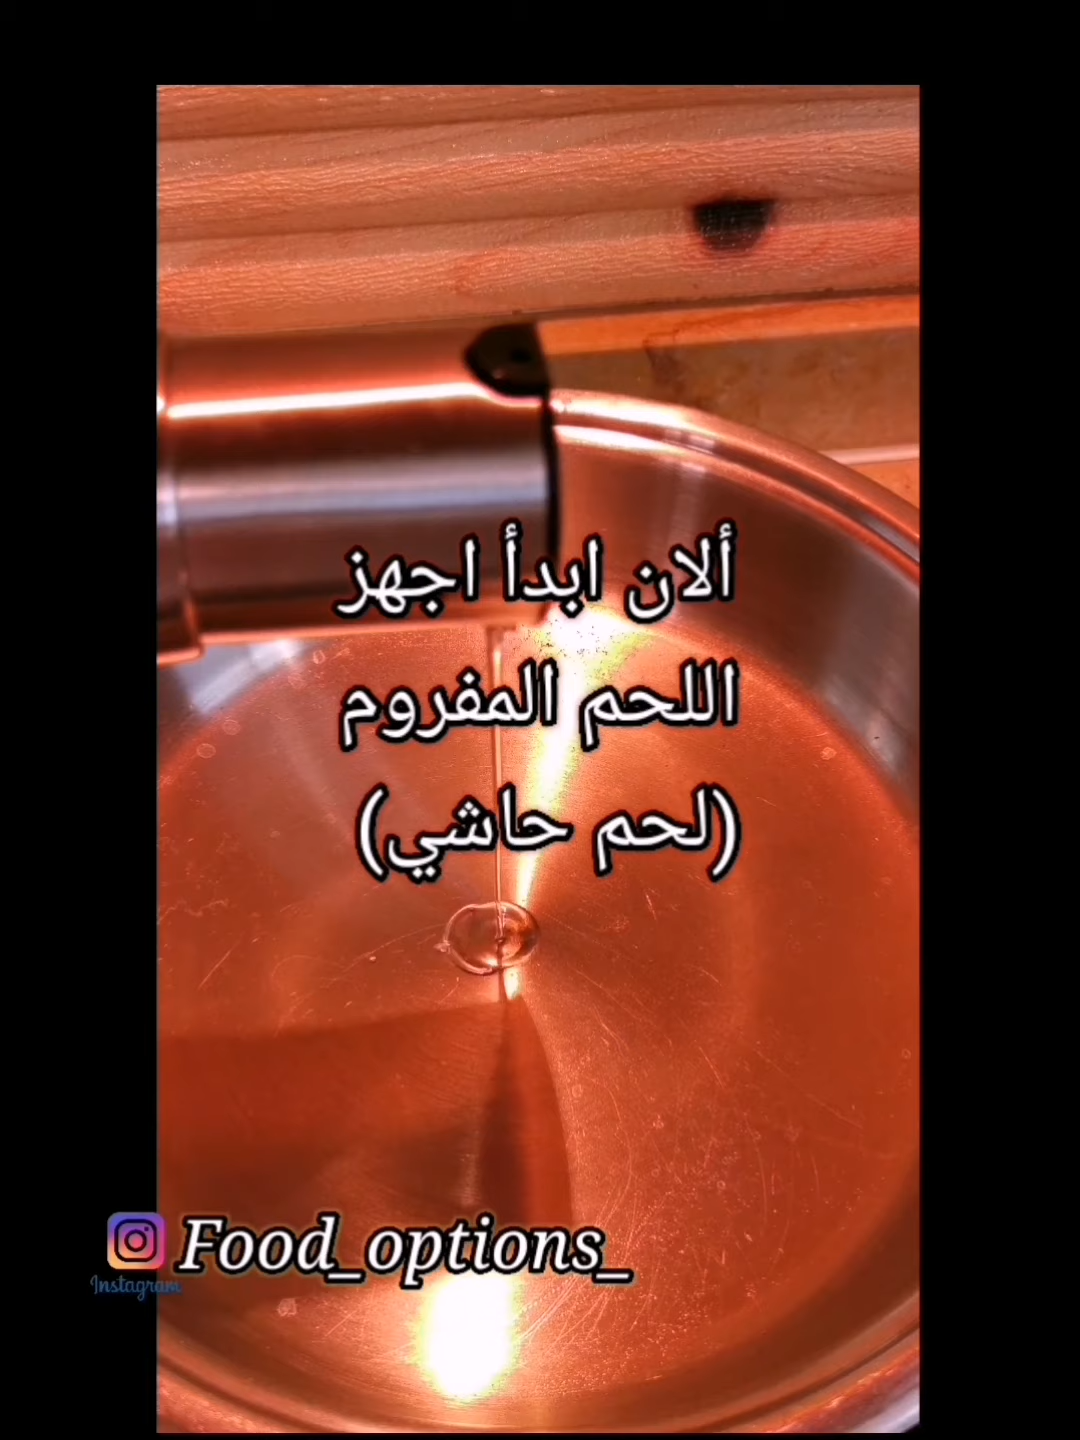 ألان ابدأ اجهز
اللحم المفروم
(لحم حاشي)
Food_options_
Instagram